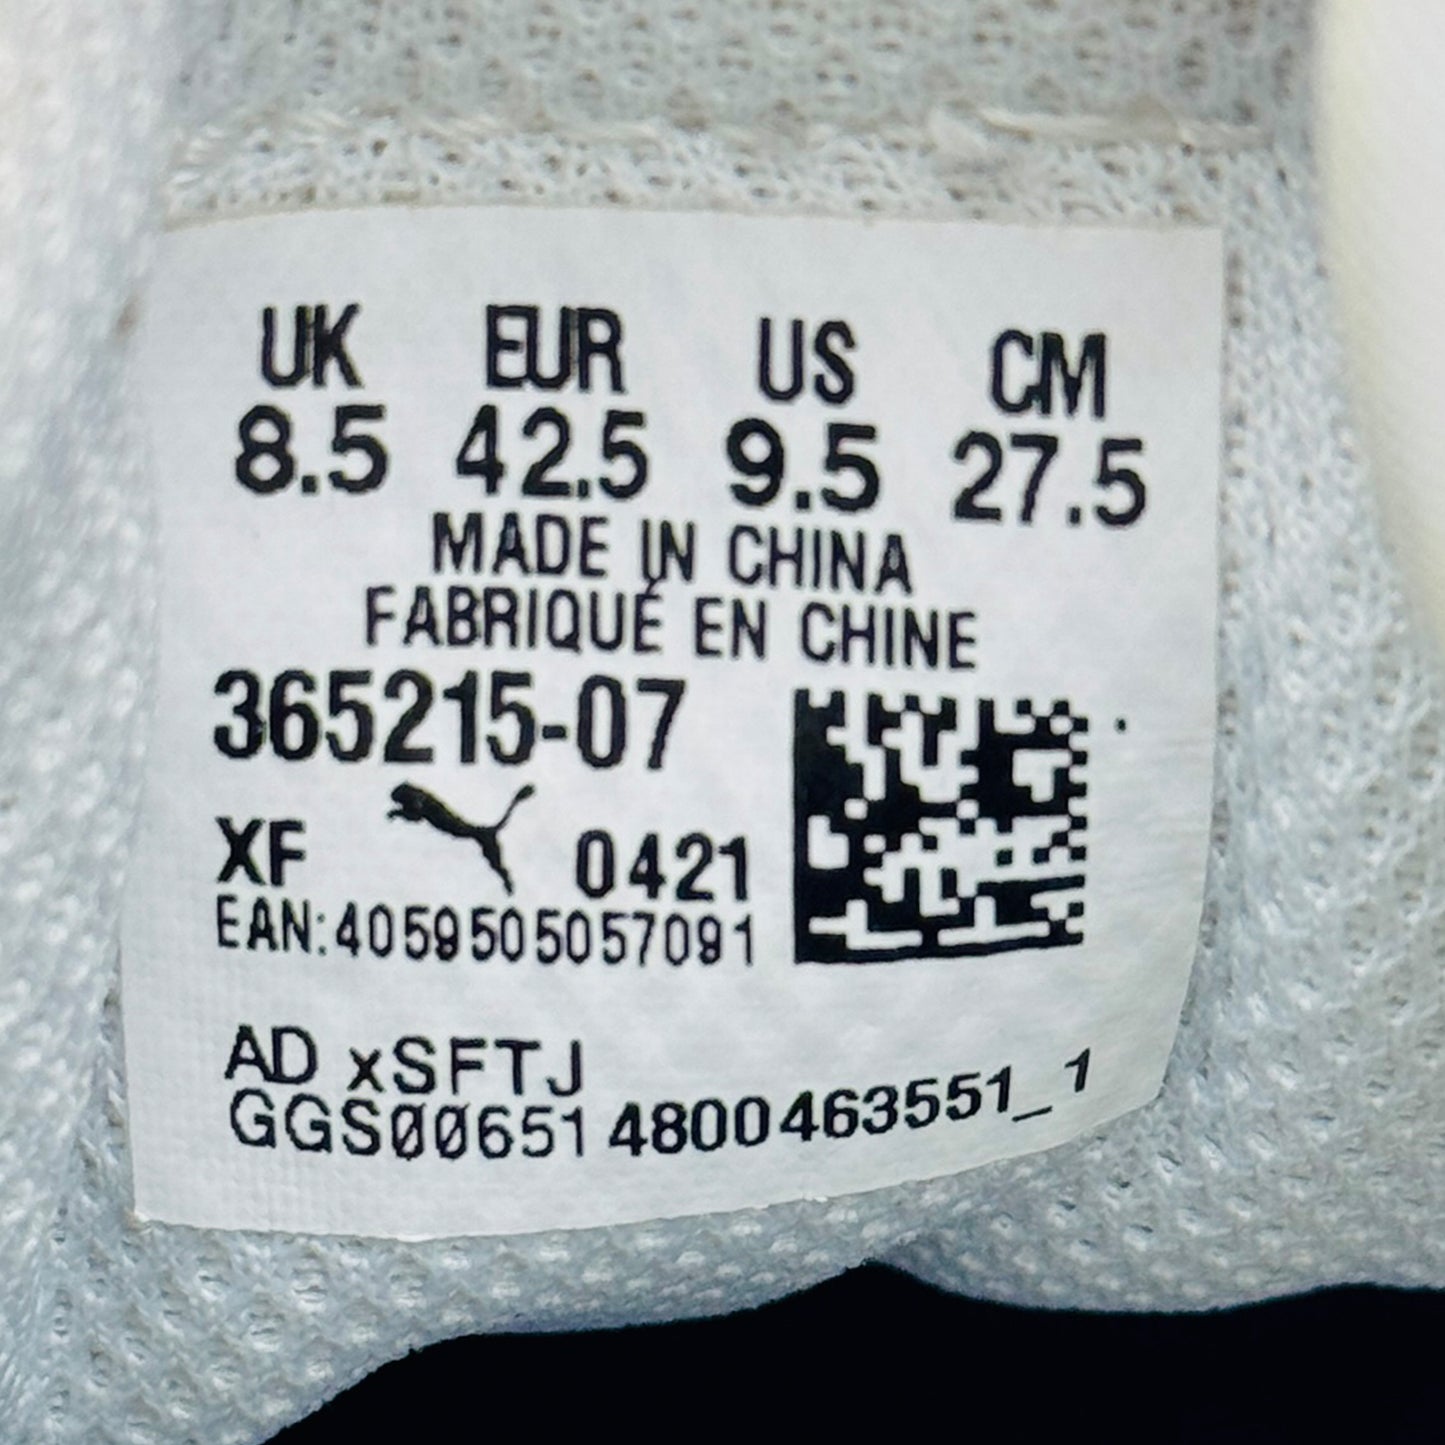 UK EUR US CM
8.5 42.5 9.5 27.5
MADE IN CHINA
FABRIQUÉ EN CHINE
365215-07
XF 0421
EAN:4059505057091
AD xSFTJ
GGS00651 4800463551_1